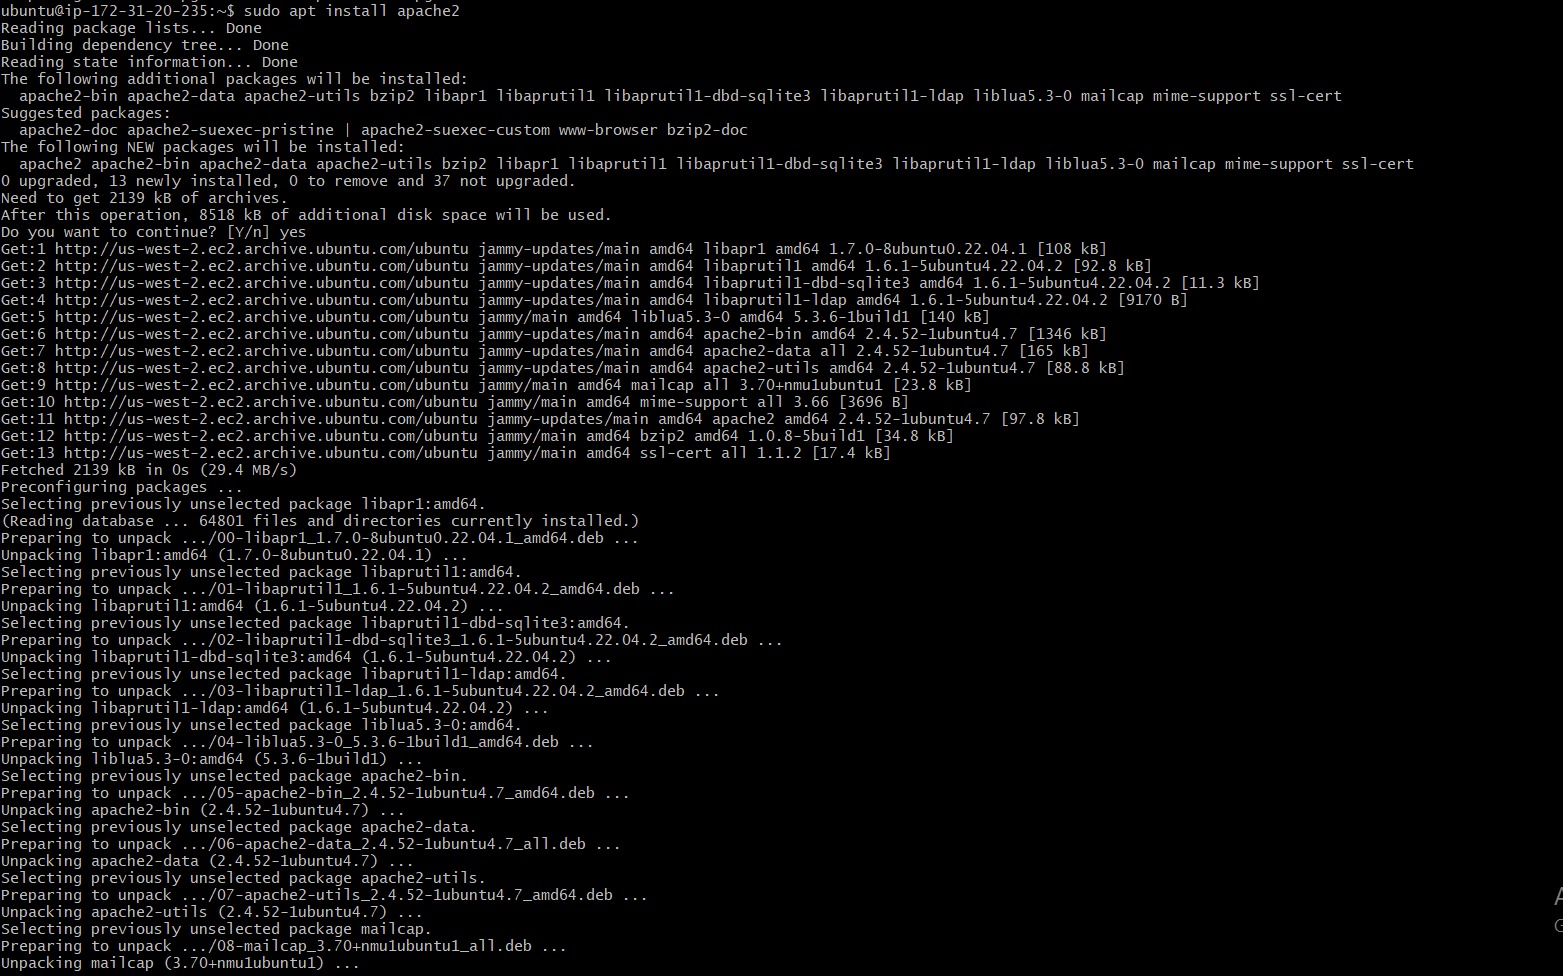 ubuntu@ip-172-31-20-235:~$ sudo apt install apache2
Reading package lists... Done
Building dependency tree... Done
Reading state information... Done
The following additional packages will be installed:
  apache2-bin apache2-data apache2-utils bzip2 libapr1 libaprutil1 libaprutil1-dbd-sqlite3 libaprutil1-ldap liblua5.3-0 mailcap mime-support ssl-cert
Suggested packages:
  apache2-doc apache2-suexec-pristine | apache2-suexec-custom www-browser bzip2-doc
The following NEW packages will be installed:
  apache2 apache2-bin apache2-data apache2-utils bzip2 libapr1 libaprutil1 libaprutil1-dbd-sqlite3 libaprutil1-ldap liblua5.3-0 mailcap mime-support ssl-cert
0 upgraded, 13 newly installed, 0 to remove and 37 not upgraded.
Need to get 2139 kB of archives.
After this operation, 8518 kB of additional disk space will be used.
Do you want to continue? [Y/n] yes
Get:1 http://us-west-2.ec2.archive.ubuntu.com/ubuntu jammy-updates/main amd64 libapr1 amd64 1.7.0-8ubuntu0.22.04.1 [108 kB]
Get:2 http://us-west-2.ec2.archive.ubuntu.com/ubuntu jammy-updates/main amd64 libaprutil1 amd64 1.6.1-5ubuntu4.22.04.2 [92.8 kB]
Get:3 http://us-west-2.ec2.archive.ubuntu.com/ubuntu jammy-updates/main amd64 libaprutil1-dbd-sqlite3 amd64 1.6.1-5ubuntu4.22.04.2 [11.3 kB]
Get:4 http://us-west-2.ec2.archive.ubuntu.com/ubuntu jammy-updates/main amd64 libaprutil1-ldap amd64 1.6.1-5ubuntu4.22.04.2 [9170 B]
Get:5 http://us-west-2.ec2.archive.ubuntu.com/ubuntu jammy/main amd64 liblua5.3-0 amd64 5.3.6-1build1 [140 kB]
Get:6 http://us-west-2.ec2.archive.ubuntu.com/ubuntu jammy-updates/main amd64 apache2-bin amd64 2.4.52-1ubuntu4.7 [1346 kB]
Get:7 http://us-west-2.ec2.archive.ubuntu.com/ubuntu jammy-updates/main amd64 apache2-data all 2.4.52-1ubuntu4.7 [165 kB]
Get:8 http://us-west-2.ec2.archive.ubuntu.com/ubuntu jammy-updates/main amd64 apache2-utils amd64 2.4.52-1ubuntu4.7 [88.8 kB]
Get:9 http://us-west-2.ec2.archive.ubuntu.com/ubuntu jammy/main amd64 mailcap all 3.70+nmu1ubuntu1 [23.8 kB]
Get:10 http://us-west-2.ec2.archive.ubuntu.com/ubuntu jammy/main amd64 mime-support all 3.66 [3696 B]
Get:11 http://us-west-2.ec2.archive.ubuntu.com/ubuntu jammy-updates/main amd64 apache2 amd64 2.4.52-1ubuntu4.7 [97.8 kB]
Get:12 http://us-west-2.ec2.archive.ubuntu.com/ubuntu jammy/main amd64 bzip2 amd64 1.0.8-5build1 [34.8 kB]
Get:13 http://us-west-2.ec2.archive.ubuntu.com/ubuntu jammy/main amd64 ssl-cert all 1.1.2 [17.4 kB]
Fetched 2139 kB in 0s (29.4 MB/s)
Preconfiguring packages ...
Selecting previously unselected package libapr1:amd64.
(Reading database ... 64801 files and directories currently installed.)
Preparing to unpack .../00-libapr1_1.7.0-8ubuntu0.22.04.1_amd64.deb ...
Unpacking libapr1:amd64 (1.7.0-8ubuntu0.22.04.1) ...
Selecting previously unselected package libaprutil1:amd64.
Preparing to unpack .../01-libaprutil1_1.6.1-5ubuntu4.22.04.2_amd64.deb ...
Unpacking libaprutil1:amd64 (1.6.1-5ubuntu4.22.04.2) ...
Selecting previously unselected package libaprutil1-dbd-sqlite3:amd64.
Preparing to unpack .../02-libaprutil1-dbd-sqlite3_1.6.1-5ubuntu4.22.04.2_amd64.deb ...
Unpacking libaprutil1-dbd-sqlite3:amd64 (1.6.1-5ubuntu4.22.04.2) ...
Selecting previously unselected package libaprutil1-ldap:amd64.
Preparing to unpack .../03-libaprutil1-ldap_1.6.1-5ubuntu4.22.04.2_amd64.deb ...
Unpacking libaprutil1-ldap:amd64 (1.6.1-5ubuntu4.22.04.2) ...
Selecting previously unselected package liblua5.3-0:amd64.
Preparing to unpack .../04-liblua5.3-0_5.3.6-1build1_amd64.deb ...
Unpacking liblua5.3-0:amd64 (5.3.6-1build1) ...
Selecting previously unselected package apache2-bin.
Preparing to unpack .../05-apache2-bin_2.4.52-1ubuntu4.7_amd64.deb ...
Unpacking apache2-bin (2.4.52-1ubuntu4.7) ...
Selecting previously unselected package apache2-data.
Preparing to unpack .../06-apache2-data_2.4.52-1ubuntu4.7_all.deb ...
Unpacking apache2-data (2.4.52-1ubuntu4.7) ...
Selecting previously unselected package apache2-utils.
Preparing to unpack .../07-apache2-utils_2.4.52-1ubuntu4.7_amd64.deb ...
Unpacking apache2-utils (2.4.52-1ubuntu4.7) ...
Selecting previously unselected package mailcap.
Preparing to unpack .../08-mailcap_3.70+nmu1ubuntu1_all.deb ...
Unpacking mailcap (3.70+nmu1ubuntu1) ...